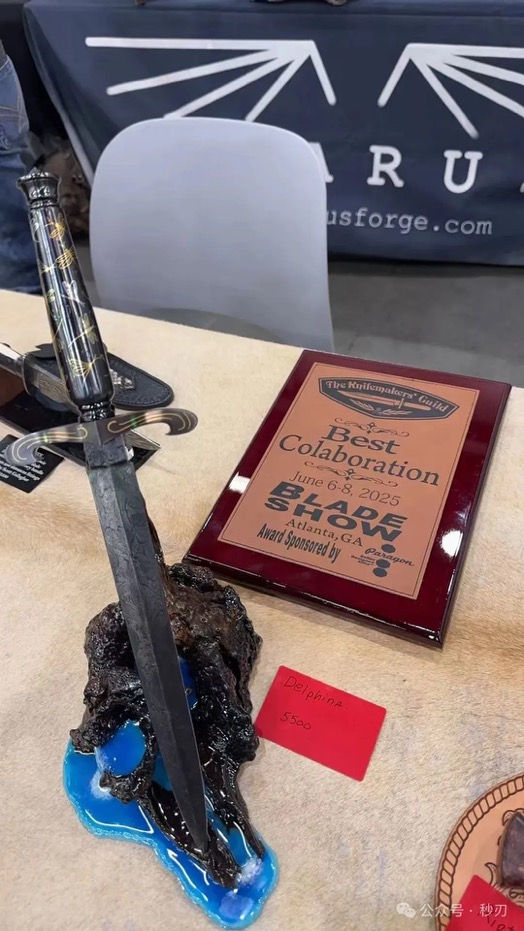 ARU
usforge.com
The Knifemakers' Guild
Best
Colaboration
June 6-8, 2025
BLADE
SHOW
Atlanta, GA
Award Sponsored by
Paragon
Delphina
5500
公众号·秒刃